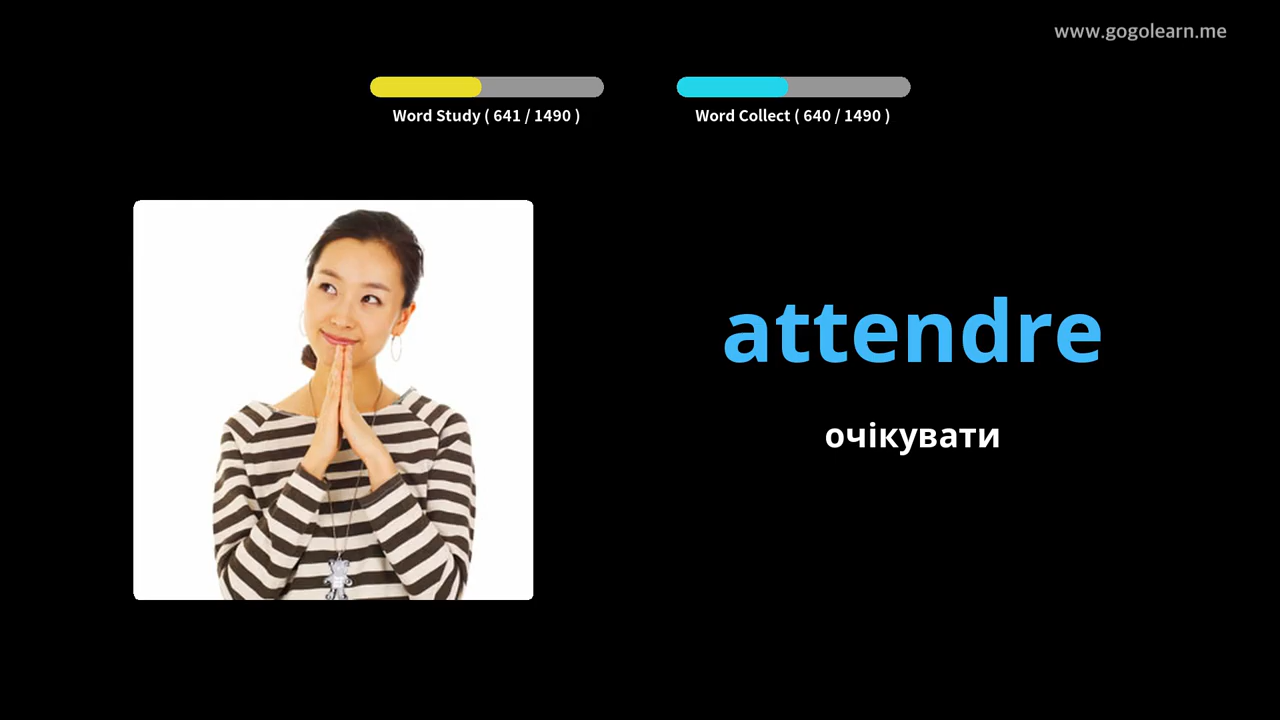 www.gogolearn.me
Word Study ( 641 / 1490 )
Word Collect ( 640 / 1490 )
attendre
очікувати